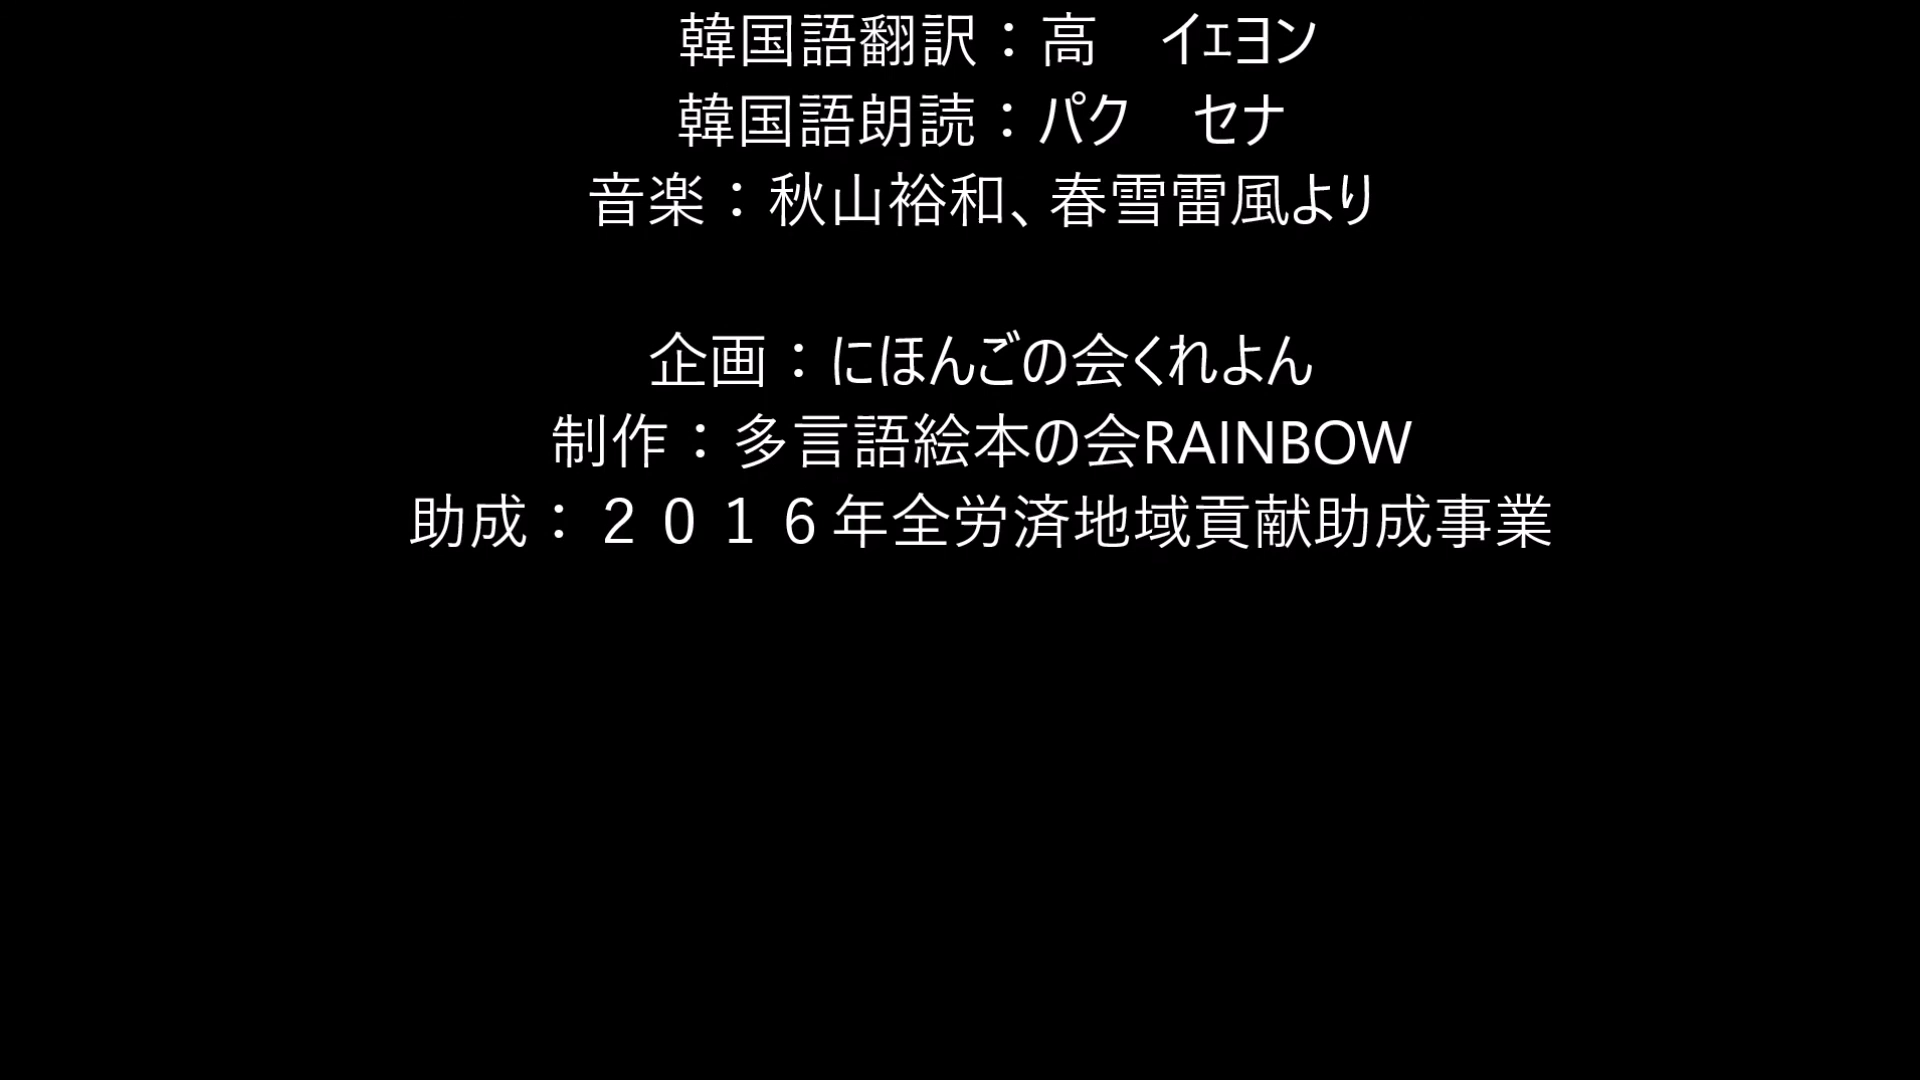 韓国語翻訳：高　イェヨン
韓国語朗読：パク　セナ
音楽：秋山裕和、春雪雷風より
企画：にほんごの会くれよん
制作：多言語絵本の会RAINBOW
助成：２０１６年全労済地域貢献助成事業